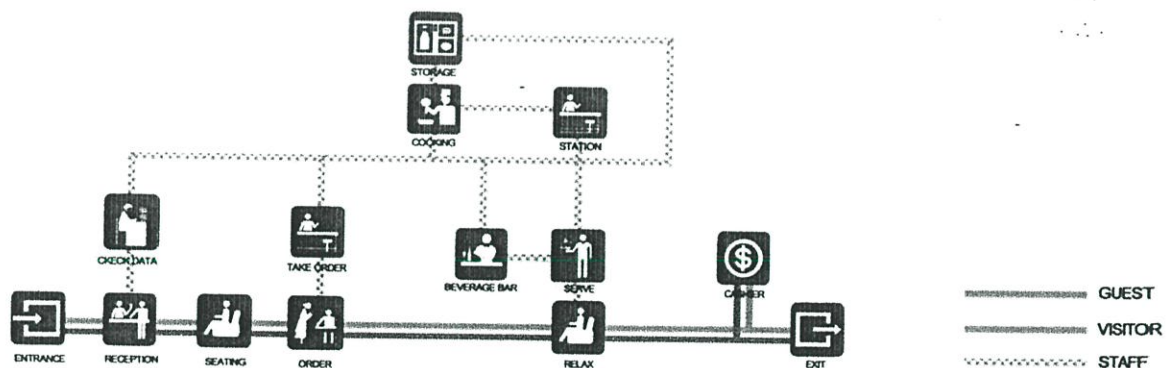 STORAGE
COOKING
STATION
CKECK DATA
TAKE ORDER
BEVERAGE BAR
SERVE
CASHIER
ENTRANCE
RECEPTION
SEATING
ORDER
RELAX
EXIT
GUEST
VISITOR
STAFF